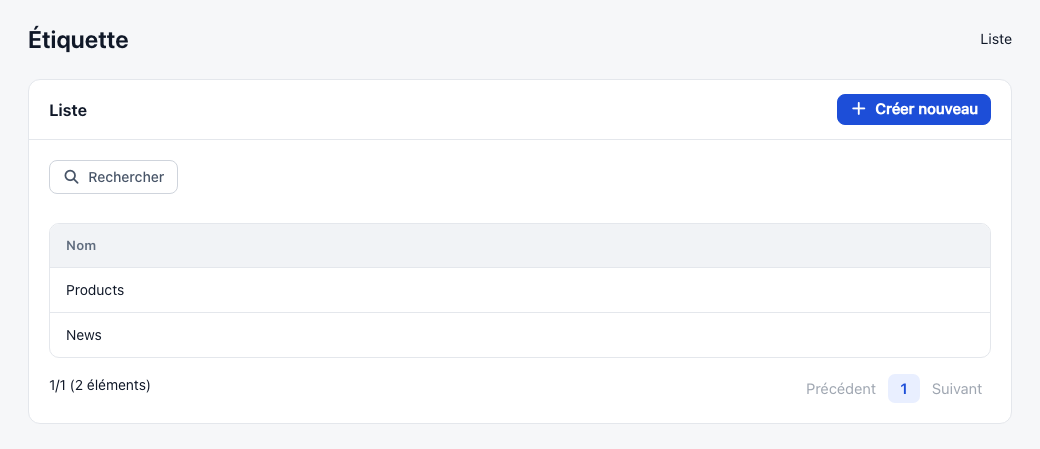 Étiquette
Liste
Liste
Créer nouveau
Rechercher
Nom
Products
News
1/1 (2 éléments)
Précédent 1 Suivant